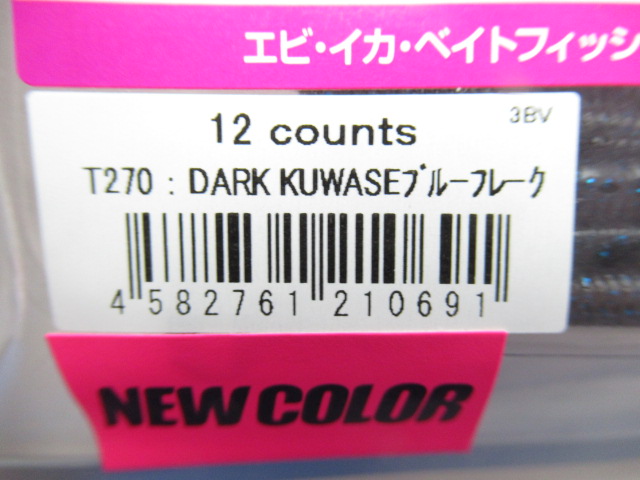 エビ・イカ・ベイトフィッシ
12 counts
3BV
T270 : DARK KUWASEﾌﾞﾙｰﾌﾚｰｸ
4 582761 210691
NEW COLOR